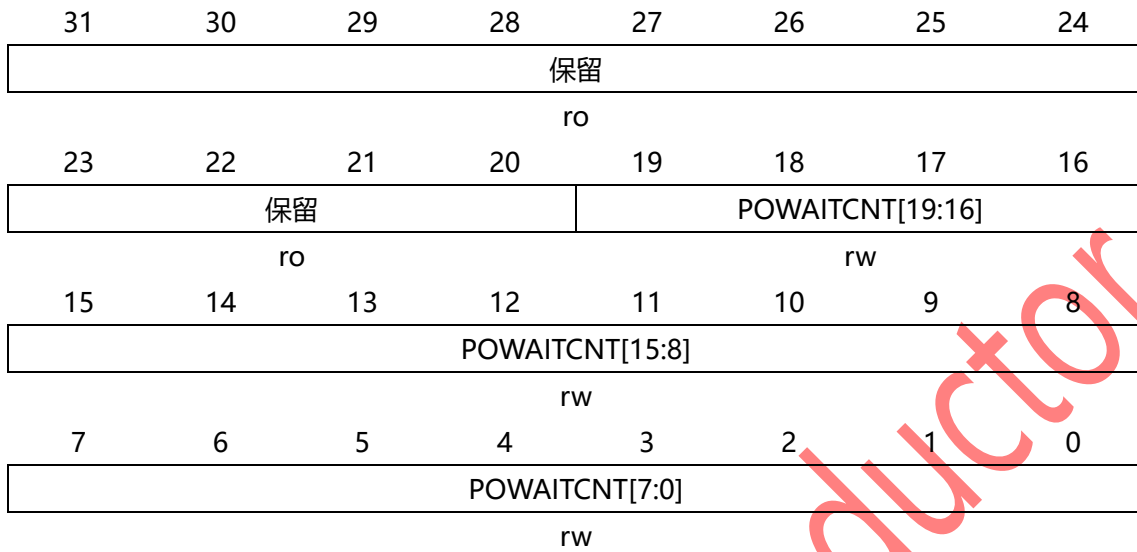 31 30 29 28 27 26 25 24
保留
ro
23 22 21 20 19 18 17 16
保留 POWAITCNT[19:16]
ro rw
15 14 13 12 11 10 9 8
POWAITCNT[15:8]
rw
7 6 5 4 3 2 1 0
POWAITCNT[7:0]
rw
ductor